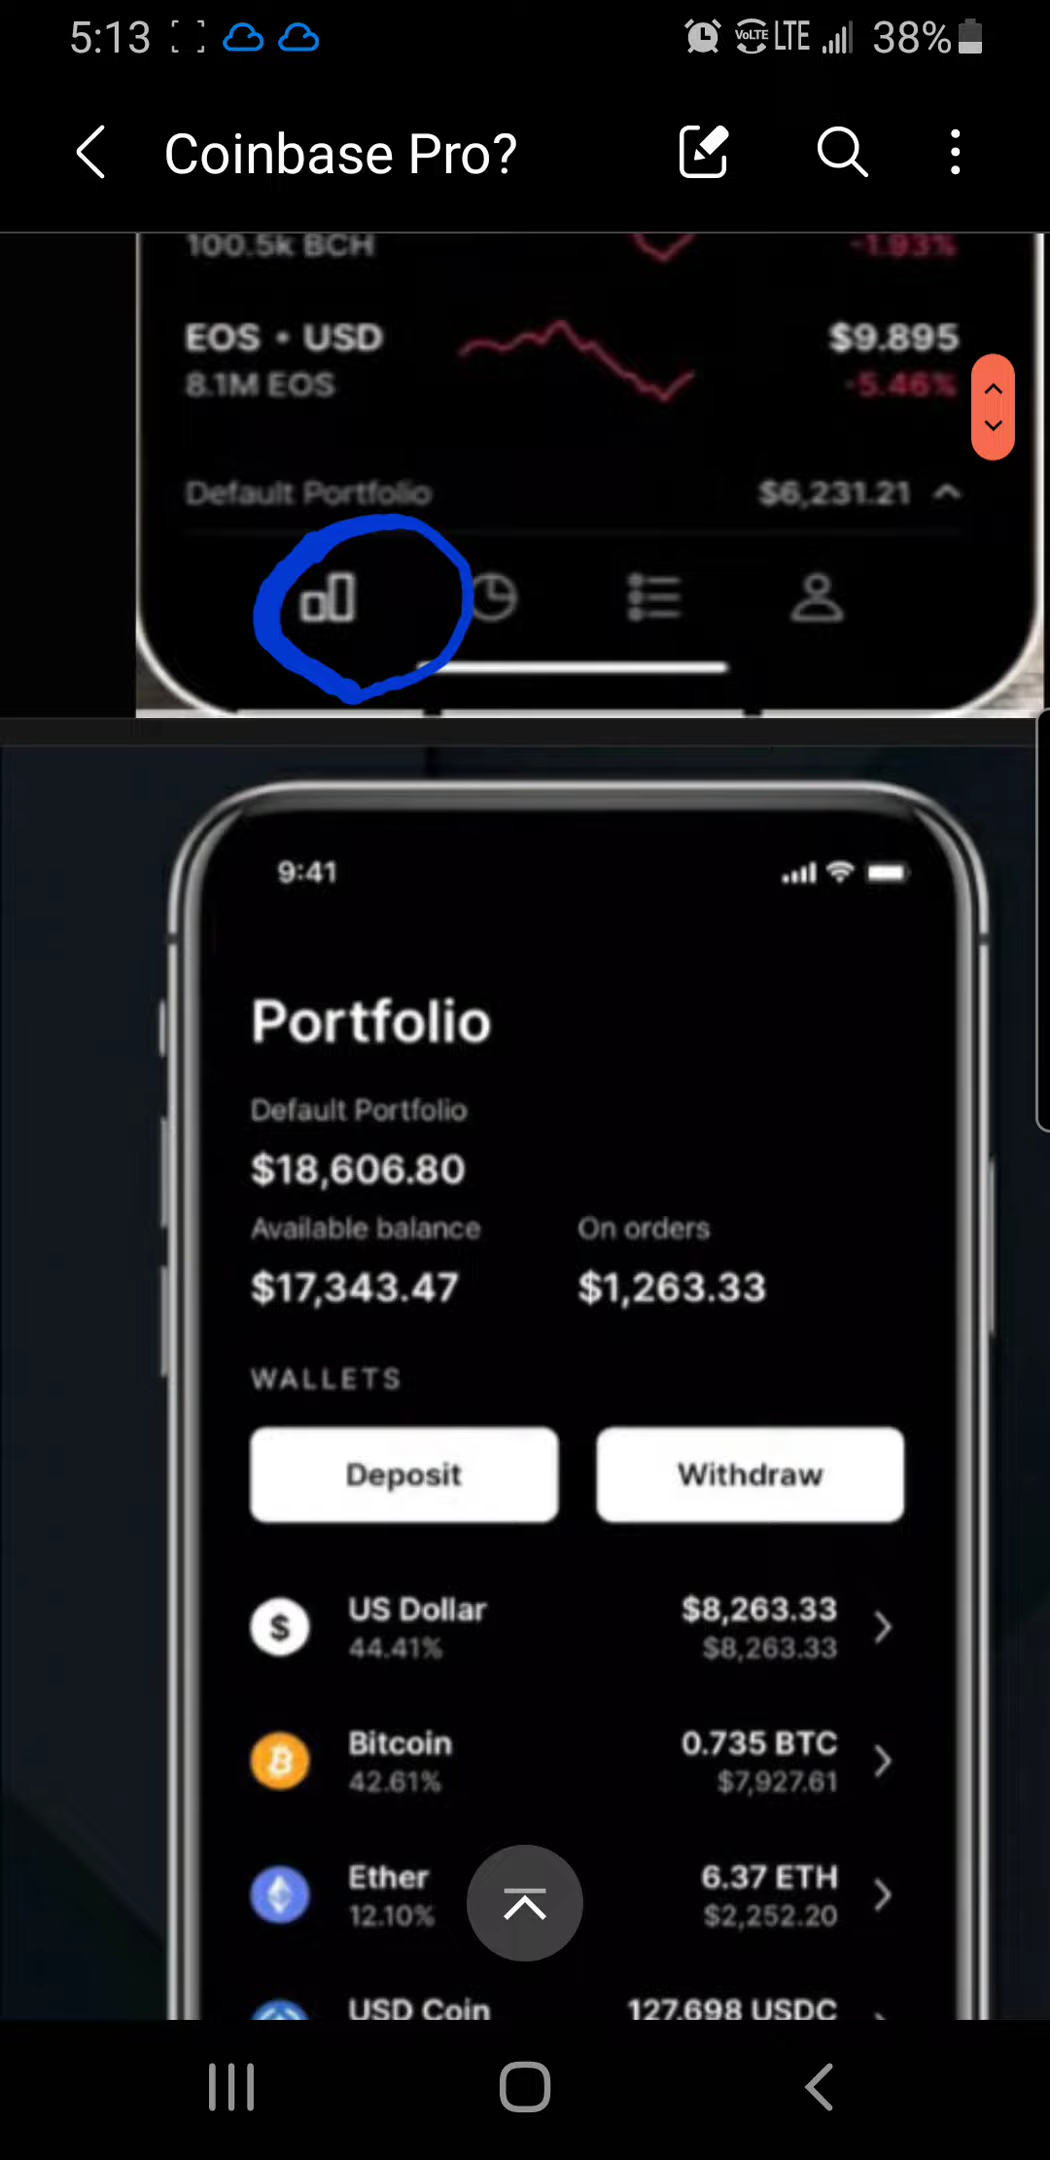 5:13 VoLTE LTE 38%
Coinbase Pro?
100.5k BCH -1.93%
EOS • USD $9.895
8.1M EOS -5.46%
Default Portfolio $6,231.21
9:41
Portfolio
Default Portfolio
$18,606.80
Available balance On orders
$17,343.47 $1,263.33
WALLETS
Deposit Withdraw
US Dollar $8,263.33
44.41% $8,263.33
Bitcoin 0.735 BTC
42.61% $7,927.61
Ether 6.37 ETH
12.10% $2,252.20
USD Coin 127.698 USDC